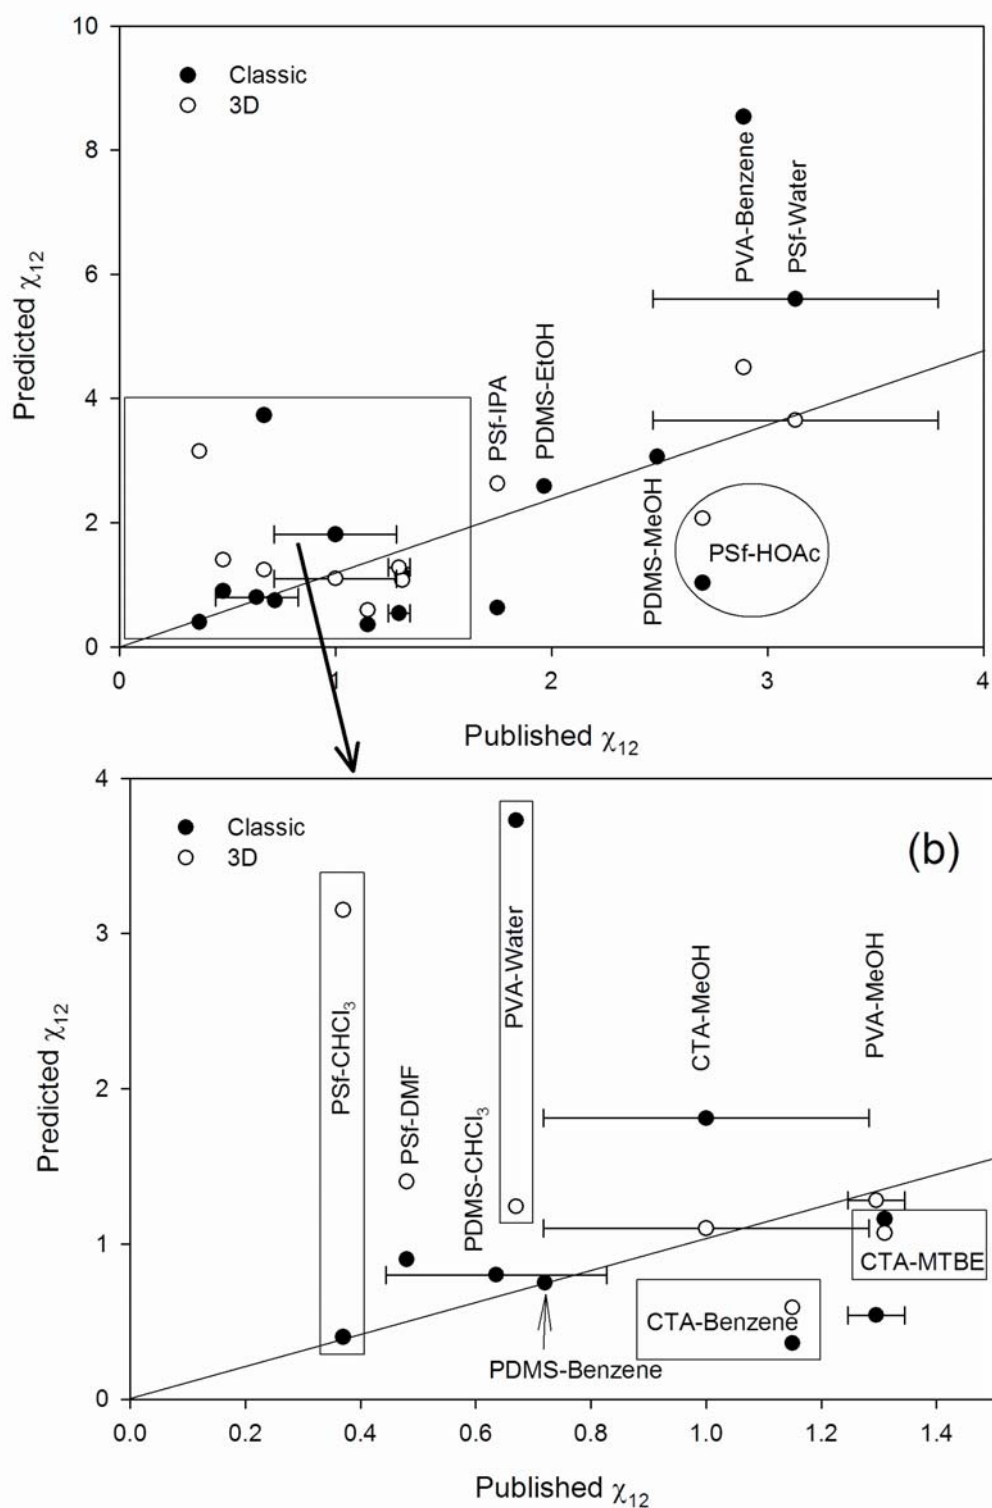 10
8
6
4
2
0
Predicted χ12
Classic
3D
PVA-Benzene
PSf-Water
PSf-IPA
PDMS-EtOH
PDMS-MeOH
PSf-HOAc
0 1 2 3 4
Published χ12
4
3
2
1
0
Predicted χ12
Classic
3D
(b)
PSf-CHCl3
PSf-DMF
PDMS-CHCl3
PVA-Water
CTA-MeOH
PVA-MeOH
CTA-MTBE
CTA-Benzene
PDMS-Benzene
0.0 0.2 0.4 0.6 0.8 1.0 1.2 1.4
Published χ12